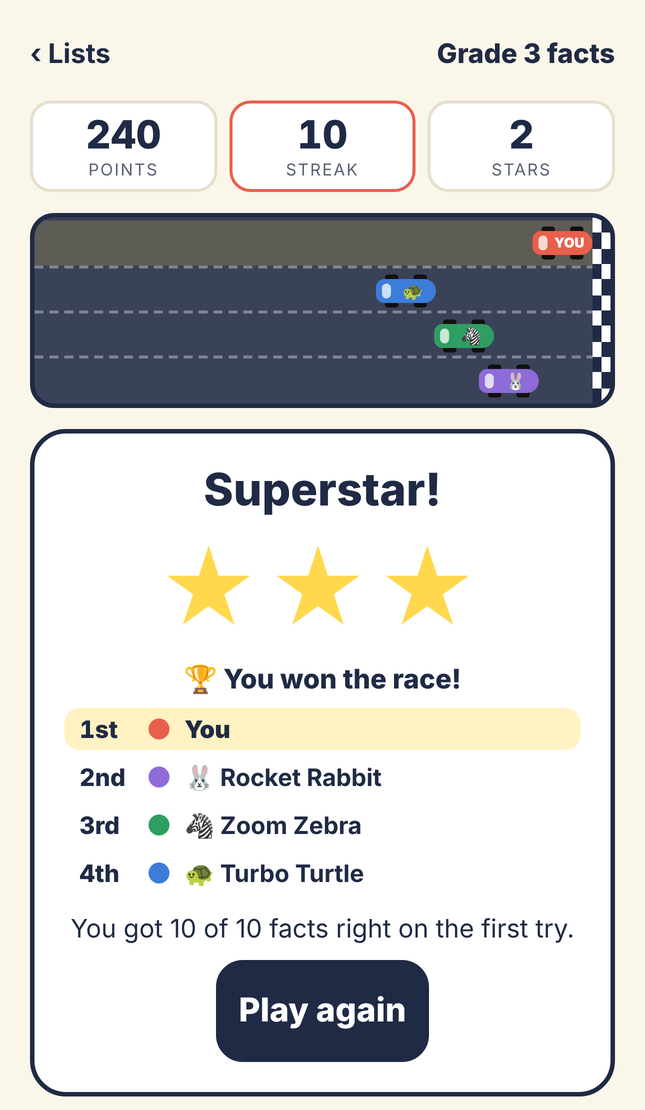 ‹ Lists
Grade 3 facts
240
POINTS
10
STREAK
2
STARS
YOU
Superstar!
🏆 You won the race!
1st You
2nd 🐰 Rocket Rabbit
3rd 🦓 Zoom Zebra
4th 🐢 Turbo Turtle
You got 10 of 10 facts right on the first try.
Play again